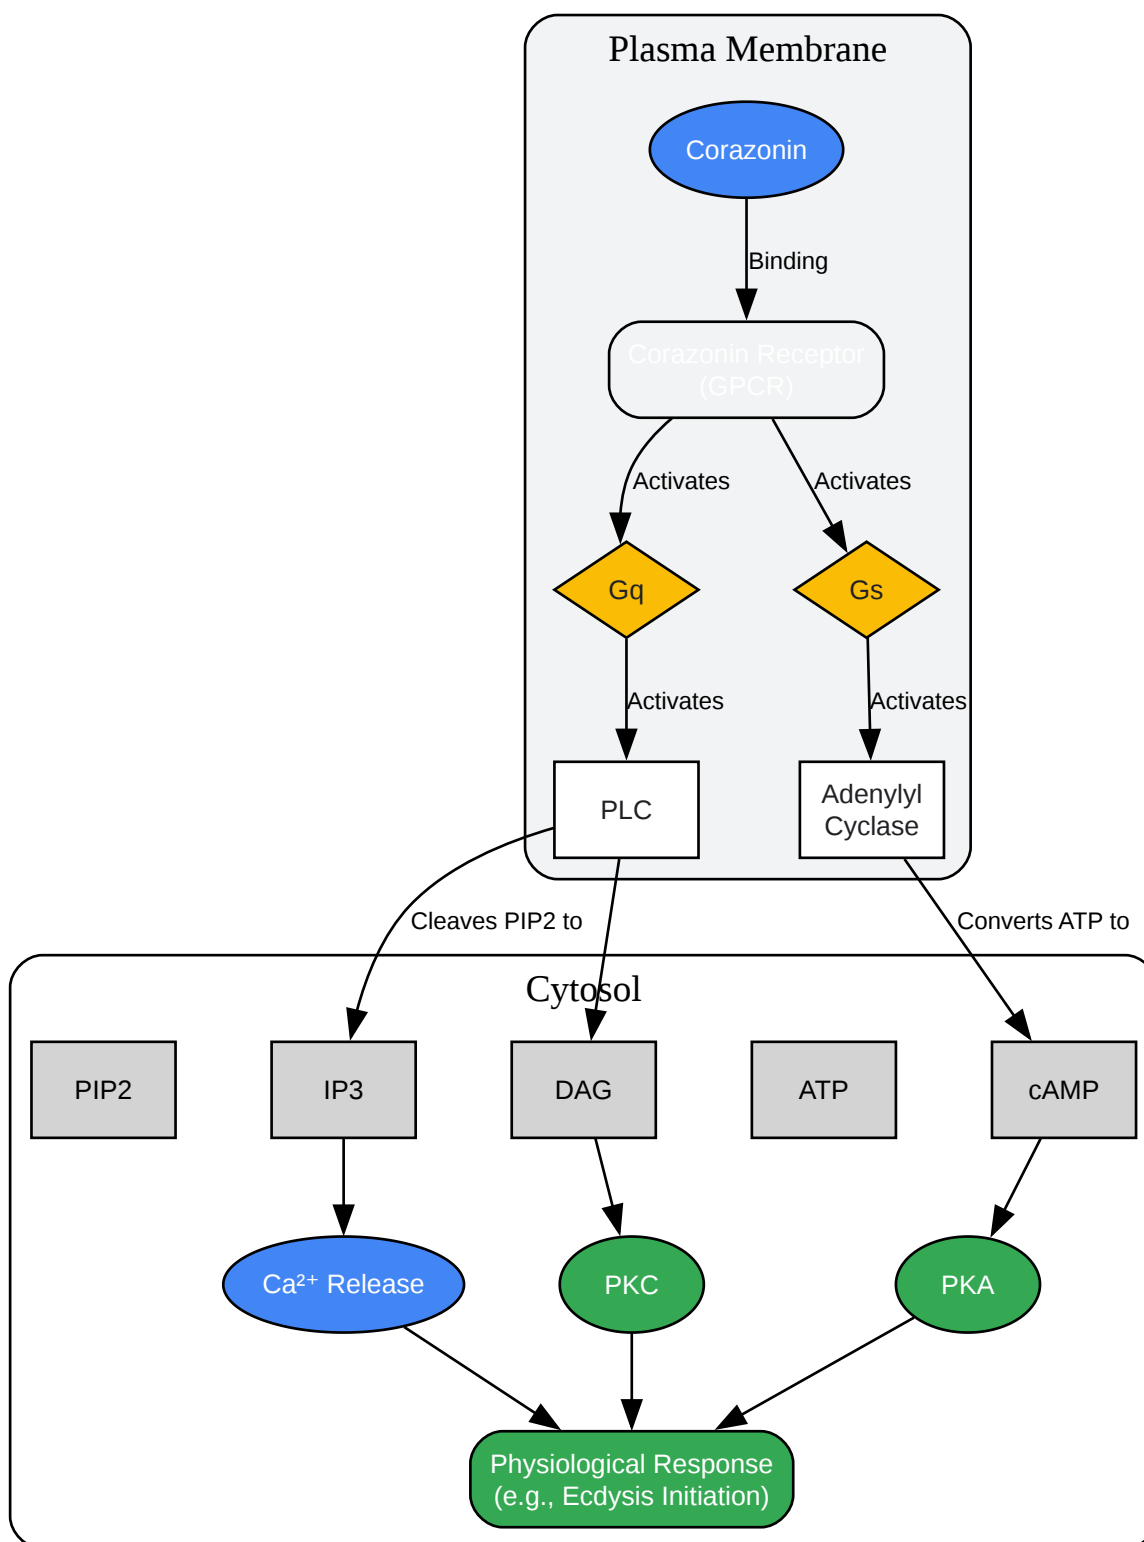 Plasma Membrane
Corazonin
Binding
Corazonin Receptor
(GPCR)
Activates
Activates
Gq
Gs
Activates
Activates
PLC
Adenylyl
Cyclase
Cleaves PIP2 to
Converts ATP to
Cytosol
PIP2
IP3
DAG
ATP
cAMP
Ca²⁺ Release
PKC
PKA
Physiological Response
(e.g., Ecdysis Initiation)